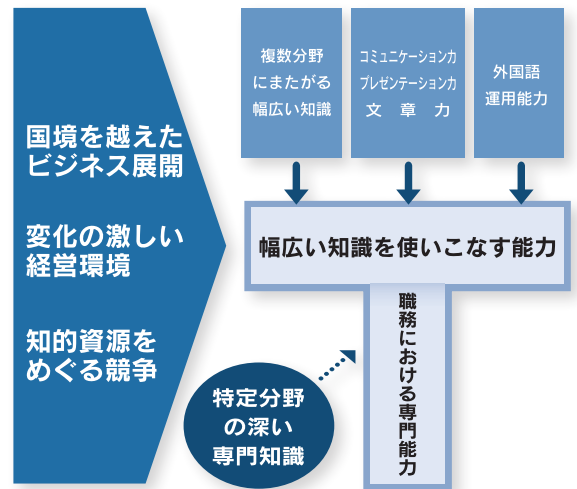 国境を越えた
ビジネス展開
変化の激しい
経営環境
知的資源を
めぐる競争
複数分野
にまたがる
幅広い知識
コミュニケーション力
プレゼンテーション力
文章力
外国語
運用能力
幅広い知識を使いこなす能力
職務における専門能力
特定分野
の深い
専門知識